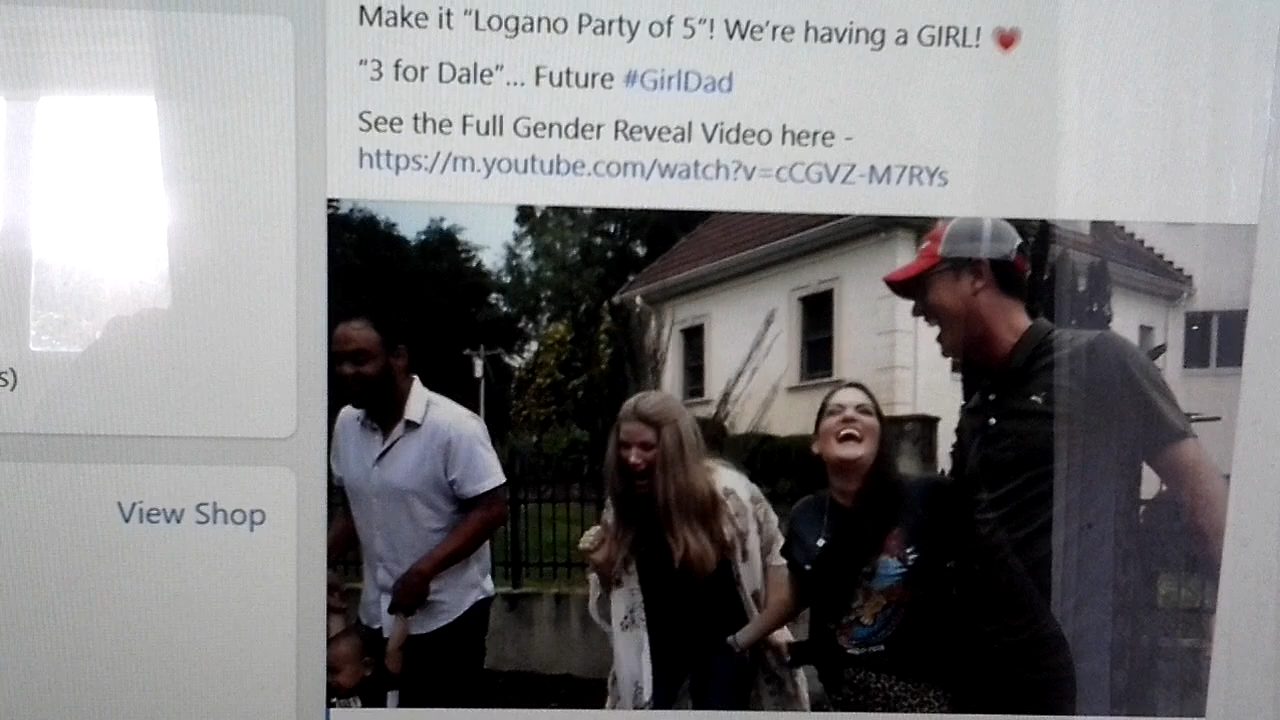 Make it “Logano Party of 5”! We’re having a GIRL! ❤
“3 for Dale”... Future #GirlDad
See the Full Gender Reveal Video here -
https://m.youtube.com/watch?v=cCGVZ-M7RYs
s)
View Shop